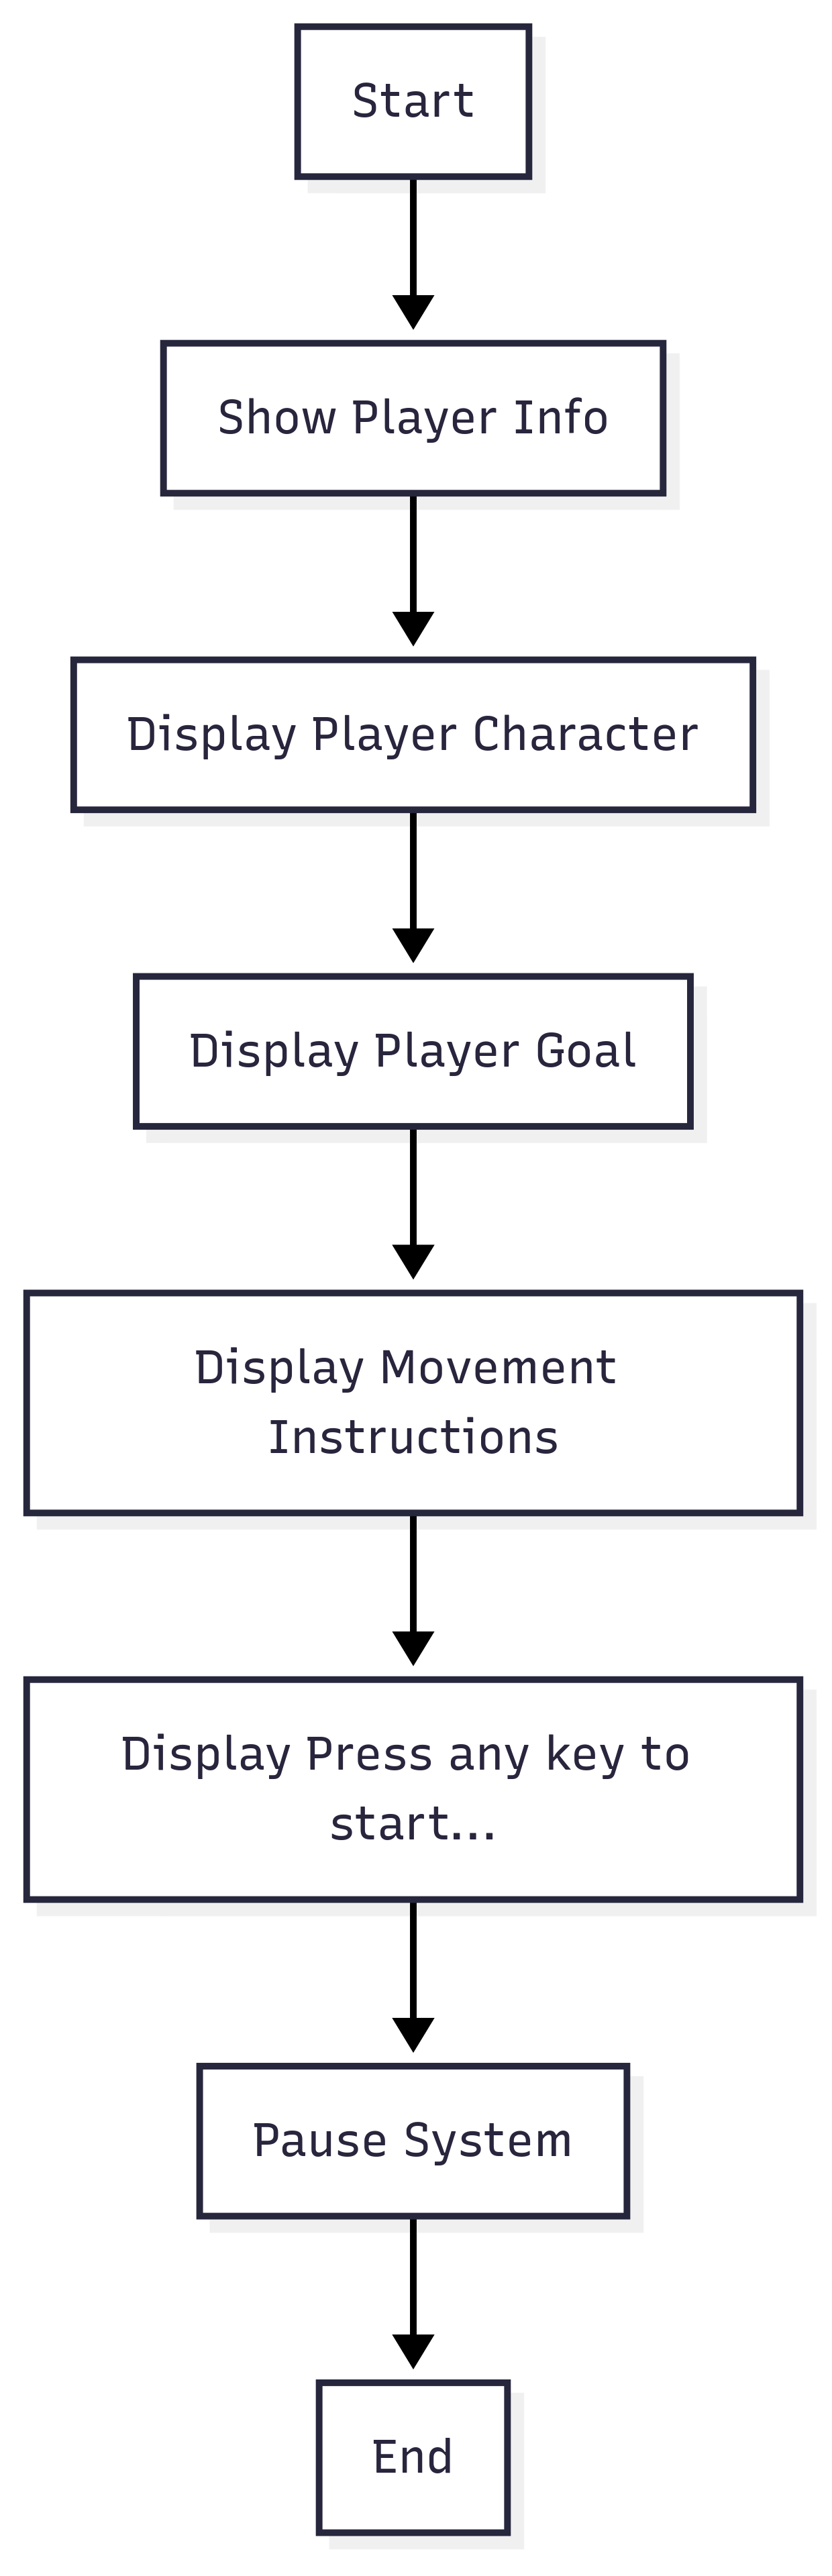 Start
Show Player Info
Display Player Character
Display Player Goal
Display Movement
Instructions
Display Press any key to
start...
Pause System
End